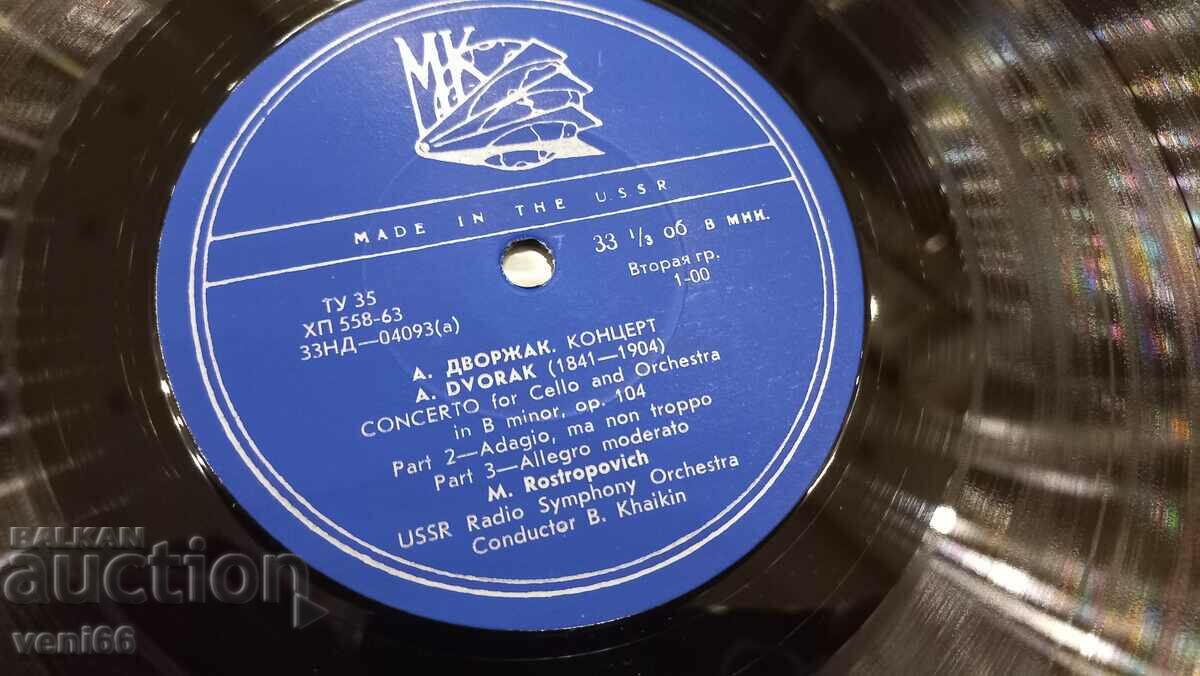 МК
MADE IN THE U.S.S.R
33 1/3 об в мин.
Вторая гр.
1-00
ТУ 35
ХП 558-63
33НД—04093(а)
А. ДВОРЖАК. КОНЦЕРТ
A. DVORAK (1841—1904)
CONCERTO for Cello and Orchestra
in B minor, op. 104
Part 2—Adagio, ma non troppo
Part 3—Allegro moderato
M. Rostropovich
USSR Radio Symphony Orchestra
Conductor B. Khaikin
BALKAN
auction
veni66